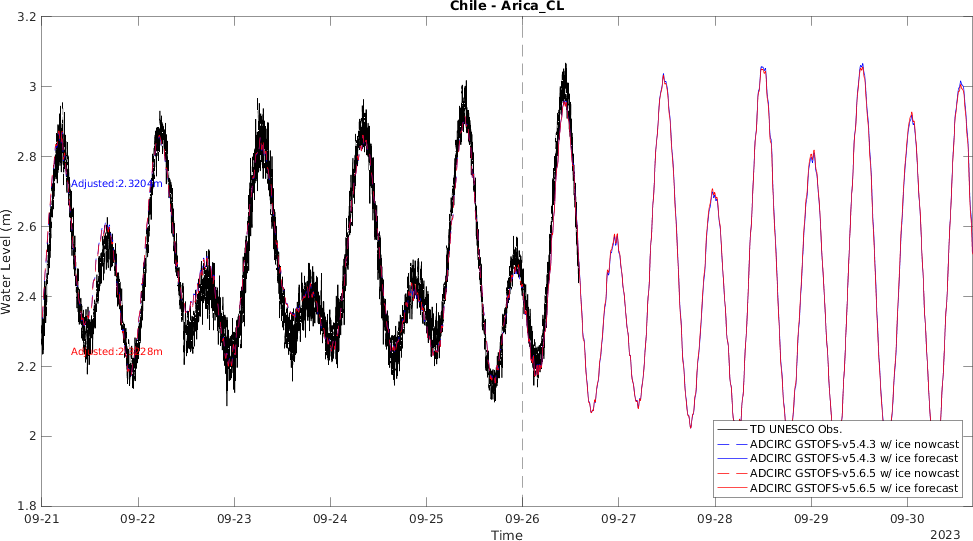 Chile - Arica_CL
3.2
3
2.8
2.6
2.4
2.2
2
1.8
Water Level (m)
Adjusted:2.3204m
TD UNESCO Obs.
ADCIRC GSTOFS-v5.4.3 w/ ice nowcast
ADCIRC GSTOFS-v5.4.3 w/ ice forecast
ADCIRC GSTOFS-v5.6.5 w/ ice nowcast
ADCIRC GSTOFS-v5.6.5 w/ ice forecast
09-21 09-22 09-23 09-24 09-25 09-26 09-27 09-28 09-29 09-30
Time
2023